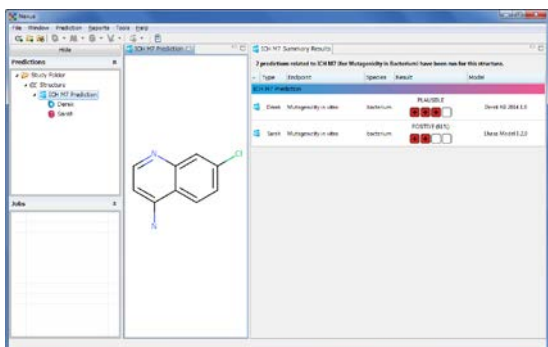 Nexus
File Window Prediction Reports Tools Help
Hide
Predictions
Study Folder
Structure
ICH M7 Prediction
Derek
Sarah
Jobs
ICH M7 Prediction
N
Cl
N
ICH M7 Summary Results
2 predictions related to ICH M7 (for Mutagenicity in Bacterium) have been run for this structure.
Type Endpoint Species Result Model
ICH M7 Prediction
PLAUSIBLE
Derek Mutagenicity in vitro bacterium
POSITIVE
Sarah Mutagenicity in vitro bacterium